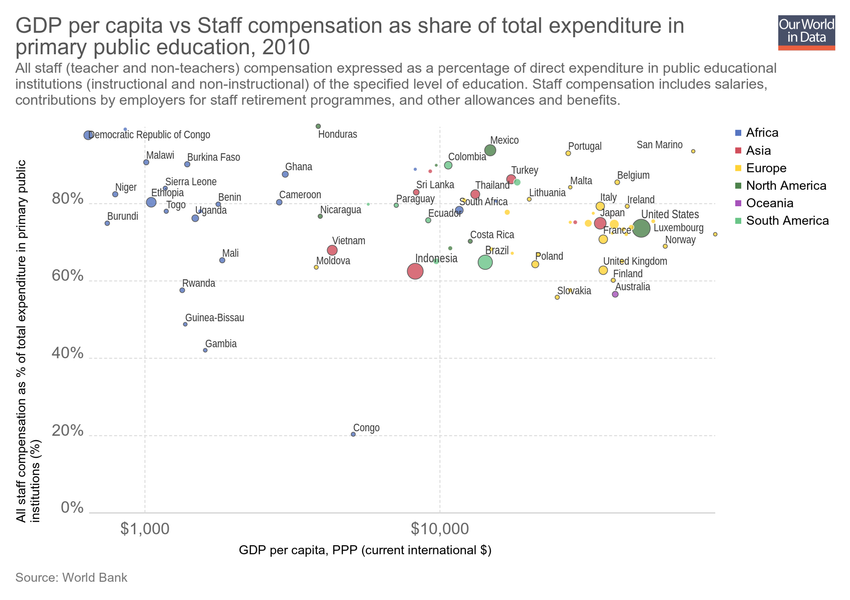 GDP per capita vs Staff compensation as share of total expenditure in
primary public education, 2010
Our World
in Data
All staff (teacher and non-teachers) compensation expressed as a percentage of direct expenditure in public educational
institutions (instructional and non-instructional) of the specified level of education. Staff compensation includes salaries,
contributions by employers for staff retirement programmes, and other allowances and benefits.
All staff compensation as % of total expenditure in primary public
institutions (%)
80%
60%
40%
20%
0%
$1,000
$10,000
GDP per capita, PPP (current international $)
Democratic Republic of Congo
Honduras
Mexico
Portugal
San Marino
Malawi
Burkina Faso
Ghana
Colombia
Turkey
Malta
Belgium
Niger
Sierra Leone
Ethiopia
Togo
Benin
Uganda
Burundi
Cameroon
Nicaragua
Sri Lanka
Paraguay
Thailand
South Africa
Ecuador
Lithuania
Italy
Ireland
Japan
United States
France
Luxembourg
Norway
Costa Rica
Vietnam
Moldova
Mali
Indonesia
Brazil
Poland
United Kingdom
Finland
Slovakia
Australia
Rwanda
Guinea-Bissau
Gambia
Congo
Africa
Asia
Europe
North America
Oceania
South America
Source: World Bank